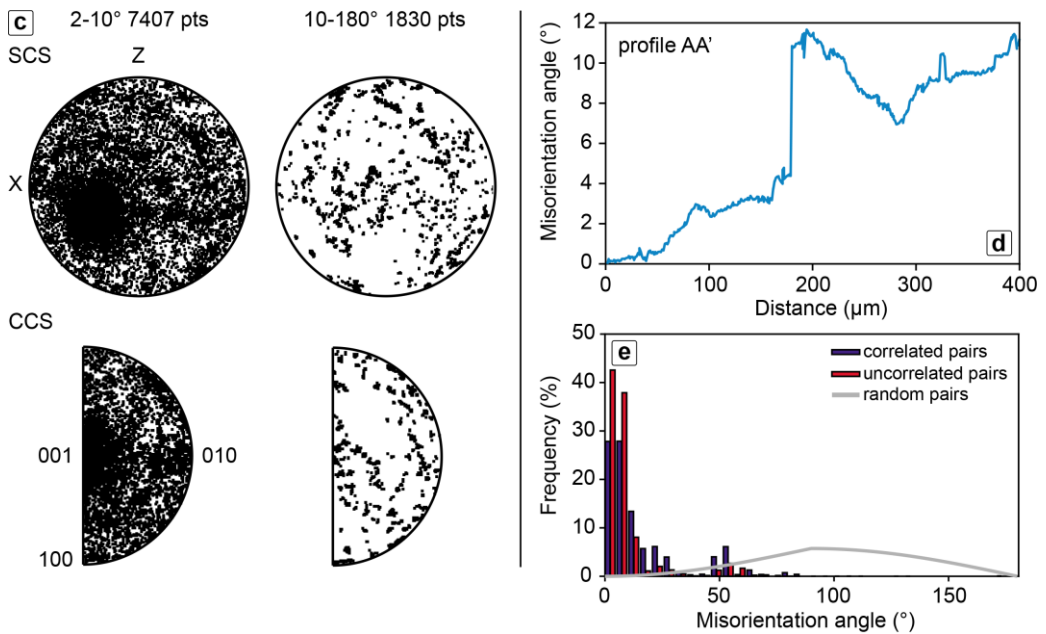 c
2-10° 7407 pts
10-180° 1830 pts
SCS
Z
X
CCS
001
010
100
Misorientation angle (°)
12
10
8
6
4
2
0
profile AA'
d
0
100
200
300
400
Distance (µm)
Frequency (%)
50
40
30
20
10
0
e
correlated pairs
uncorrelated pairs
random pairs
0
50
100
150
Misorientation angle (°)